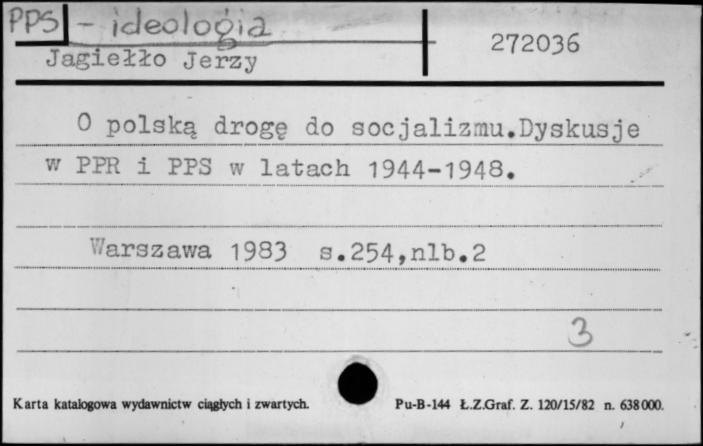 PPS - ideologia
272036
Jagiełło Jerzy
O polską drogę do socjalizmu.Dyskusje
w PPR i PPS w latach 1944-1948.
Warszawa 1983 s.254,nlb.2
3
Karta katalogowa wydawnictw ciągłych i zwartych. Pu-B-144 Ł.Z.Graf. Z. 120/15/82 n. 638000.